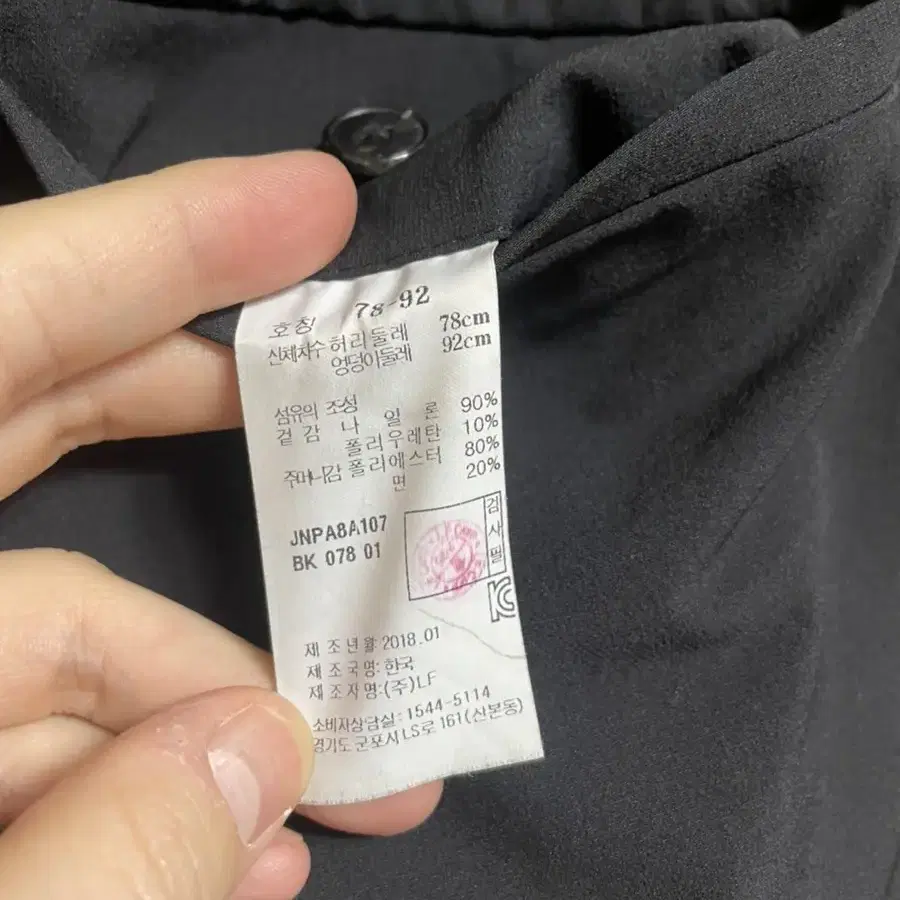 호칭 78-92
신체치수 허리둘레 78cm
엉덩이둘레 92cm
섬유의 조성
겉감 나일론 90%
폴리우레탄 10%
주머니감 폴리에스터 80%
면 20%
JNPA8A107
BK 078 01
검사필
제조년월: 2018.01
제조국명: 한국
제조자명:(주)LF
소비자상담실: 1544-5114
경기도 군포시 LS로 161(산본동)